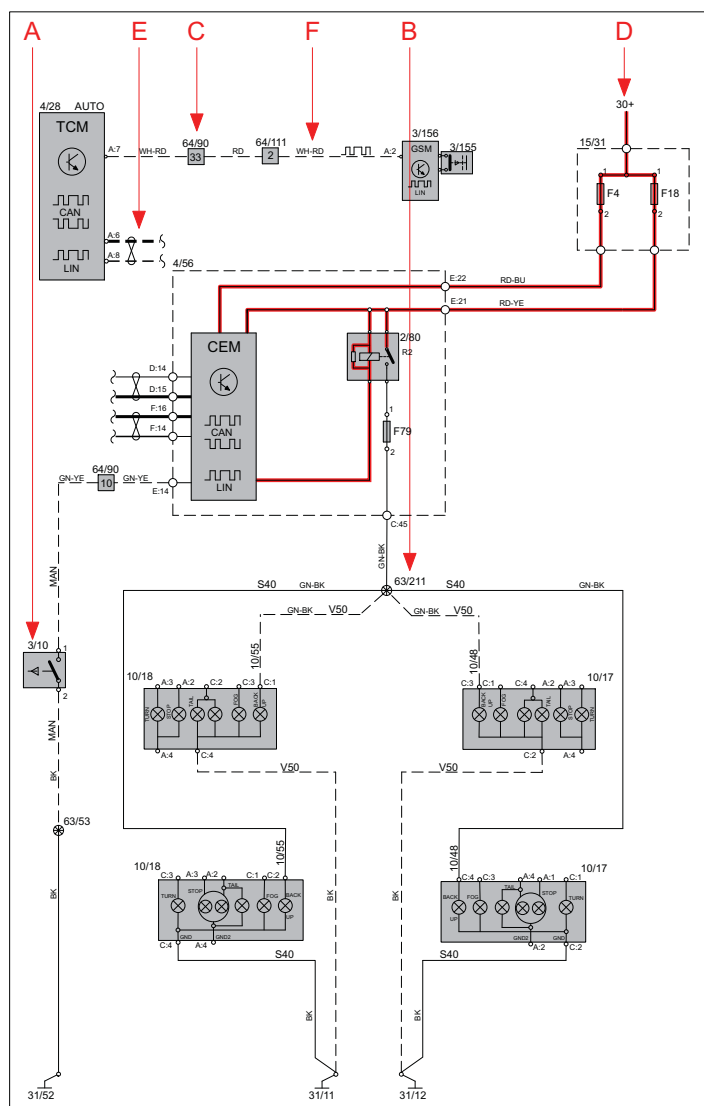 A E C F B D
4/28 AUTO
TCM
CAN
LIN
A:7 WH-RD 64/90 33 RD 64/111 2 WH-RD A:2
3/156
GSM
LIN
3/155
A:6
A:8
30+
15/31
1 1
F4 F18
2 2
4/56
E:22 RD-BU
E:21 RD-YE
CEM
CAN
LIN
2/80
R2
D:14
D:15
F:16
F:14
1
F79
2
64/90
GN-YE 10 GN-YE
E:14
C:45
GN-BK
63/211
S40 GN-BK S40 GN-BK
GN-BK V50 GN-BK V50
MAN
3/10
1
2
MAN
BK
63/53
BK
10/55
10/18 A:3 A:2 C:2 C:3 C:1
TURN STOP TAIL FOG BACK UP
A:4 C:4
V50
10/48
C:3 C:1 C:4 A:2 A:3 10/17
BACK UP FOG TAIL STOP TURN
C:2 A:4
V50
10/55
10/18
C:3 A:3 A:2 C:1 C:2
TURN STOP TAIL FOG BACK UP
GND GND2
C:4 A:4
S40
BK
BK
10/48
10/17
C:4 C:3 A:4 A:1 C:1
BACK UP FOG TAIL STOP TURN
GND2 GND
A:2 C:2
S40
BK
BK
31/52 31/11 31/12